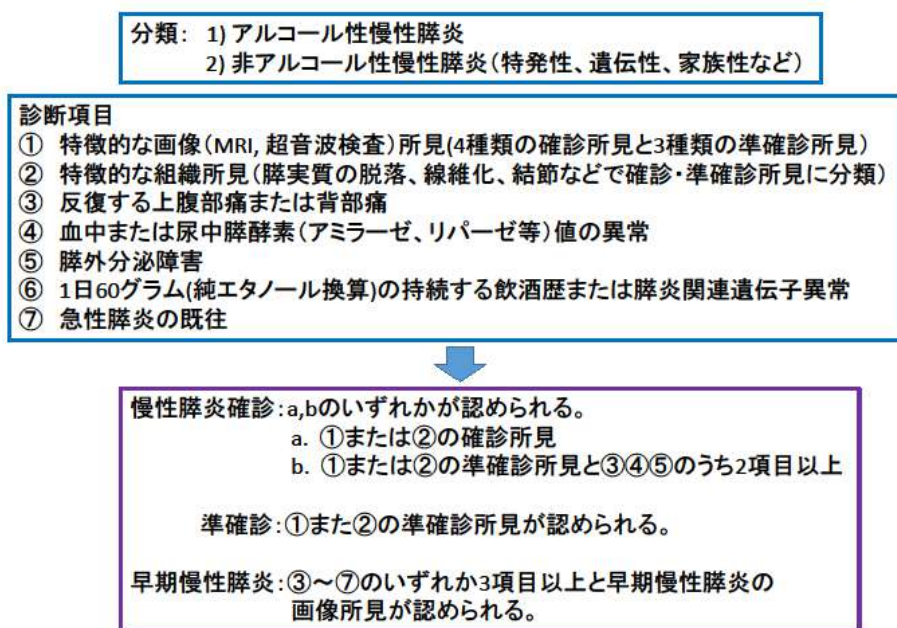 分類： 1) アルコール性慢性膵炎
2) 非アルコール性慢性膵炎（特発性、遺伝性、家族性など）
診断項目
① 特徴的な画像（MRI, 超音波検査）所見(4種類の確診所見と3種類の準確診所見）
② 特徴的な組織所見（膵実質の脱落、線維化、結節などで確診・準確診所見に分類）
③ 反復する上腹部痛または背部痛
④ 血中または尿中膵酵素（アミラーゼ、リパーゼ等）値の異常
⑤ 膵外分泌障害
⑥ 1日60グラム(純エタノール換算)の持続する飲酒歴または膵炎関連遺伝子異常
⑦ 急性膵炎の既往
慢性膵炎確診：a,bのいずれかが認められる。
a. ①または②の確診所見
b. ①または②の準確診所見と③④⑤のうち2項目以上
準確診：①また②の準確診所見が認められる。
早期慢性膵炎：③～⑦のいずれか3項目以上と早期慢性膵炎の
画像所見が認められる。